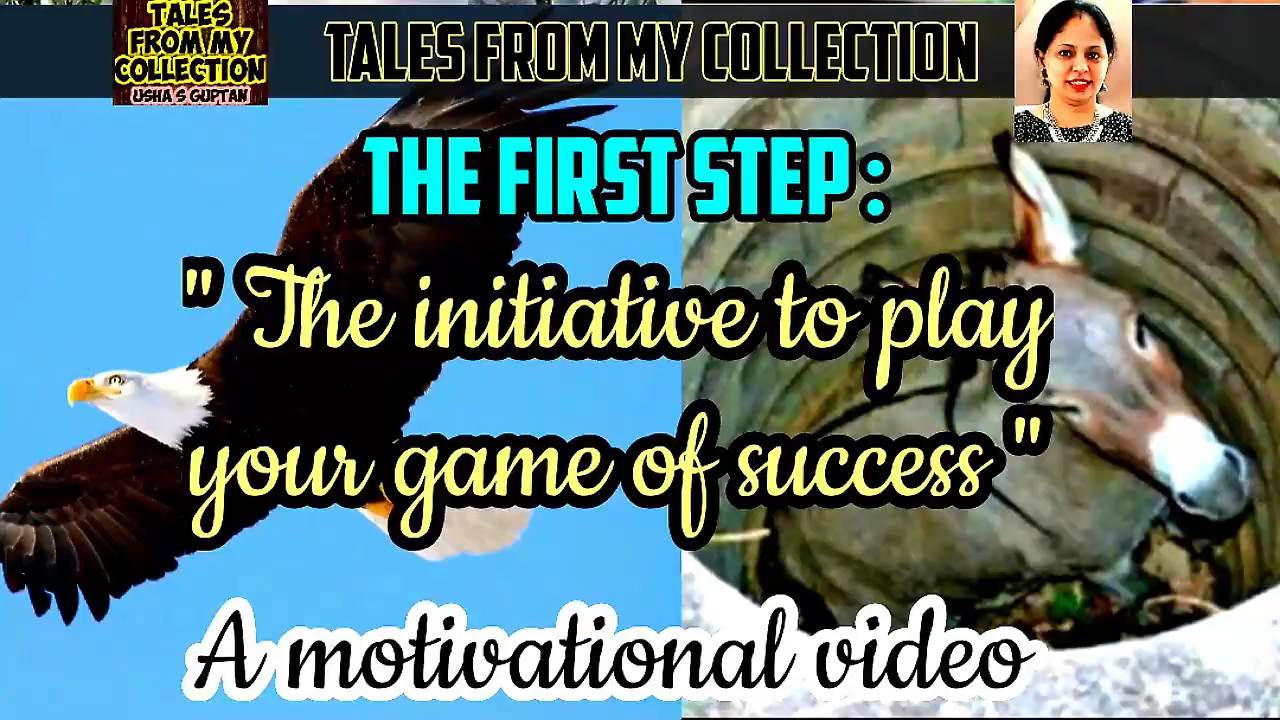 TALES
FROM MY
COLLECTION
USHA S GUPTAN
TALES FROM MY COLLECTION
THE FIRST STEP :
" The initiative to play
your game of success "
A motivational video